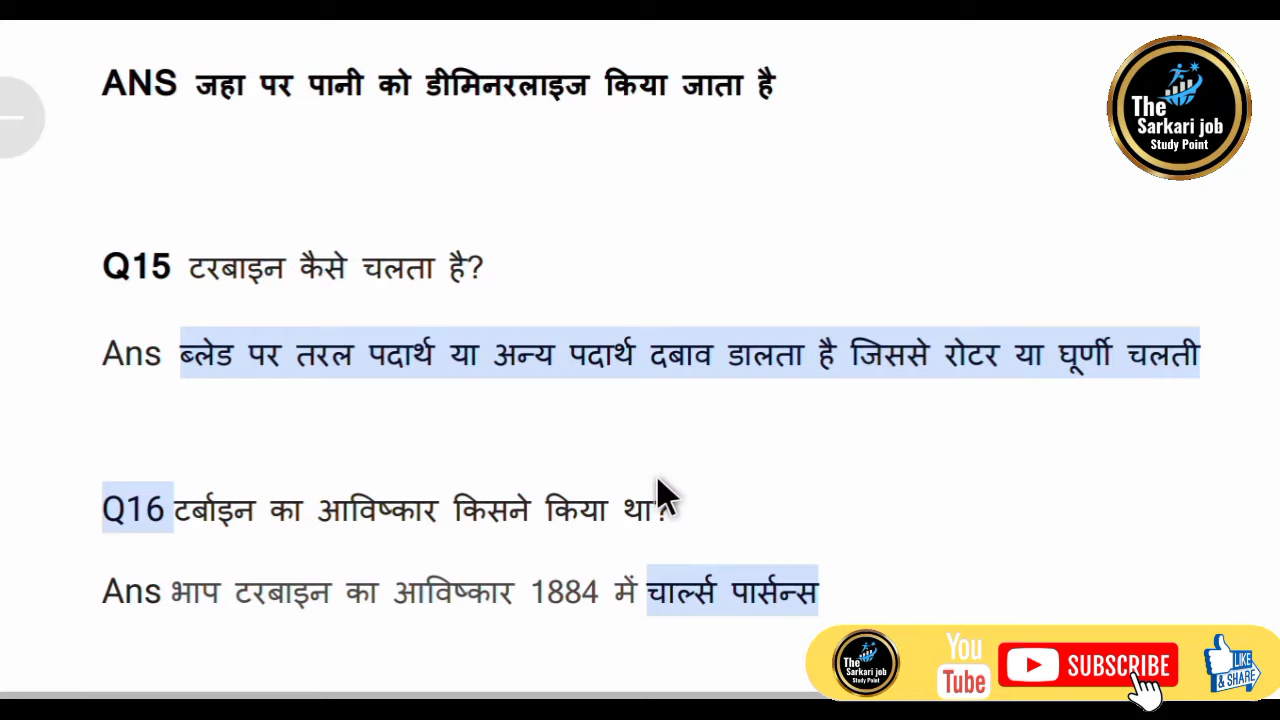 ANS जहा पर पानी को डीमिनरलाइज किया जाता है
The
Sarkari job
Study Point
Q15 टरबाइन कैसे चलता है?
Ans ब्लेड पर तरल पदार्थ या अन्य पदार्थ दबाव डालता है जिससे रोटर या घूर्णी चलती
Q16 टर्बाइन का आविष्कार किसने किया था?
Ans भाप टरबाइन का आविष्कार 1884 में चार्ल्स पार्सन्स
The
Sarkari job
Study Point
You
Tube
SUBSCRIBE
LIKE
& SHARE